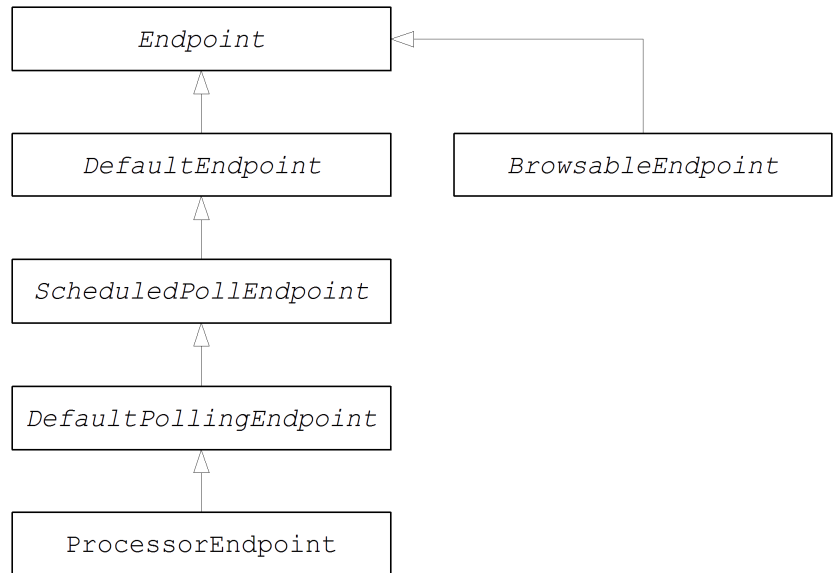 Endpoint
DefaultEndpoint
BrowsableEndpoint
ScheduledPollEndpoint
DefaultPollingEndpoint
ProcessorEndpoint